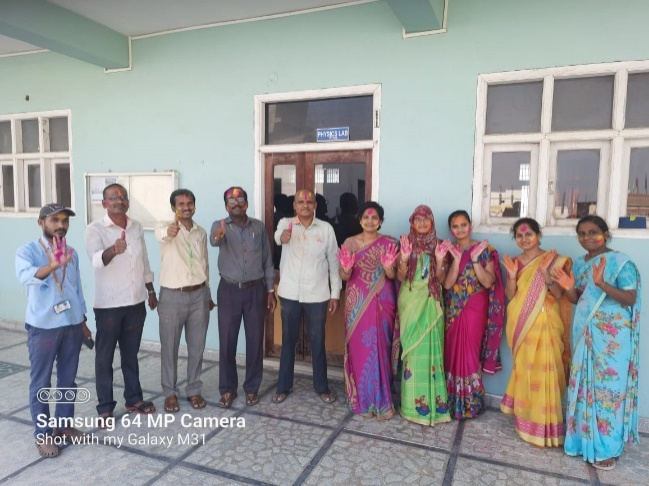 PHYSICS LAB
Samsung 64 MP Camera
Shot with my Galaxy M31